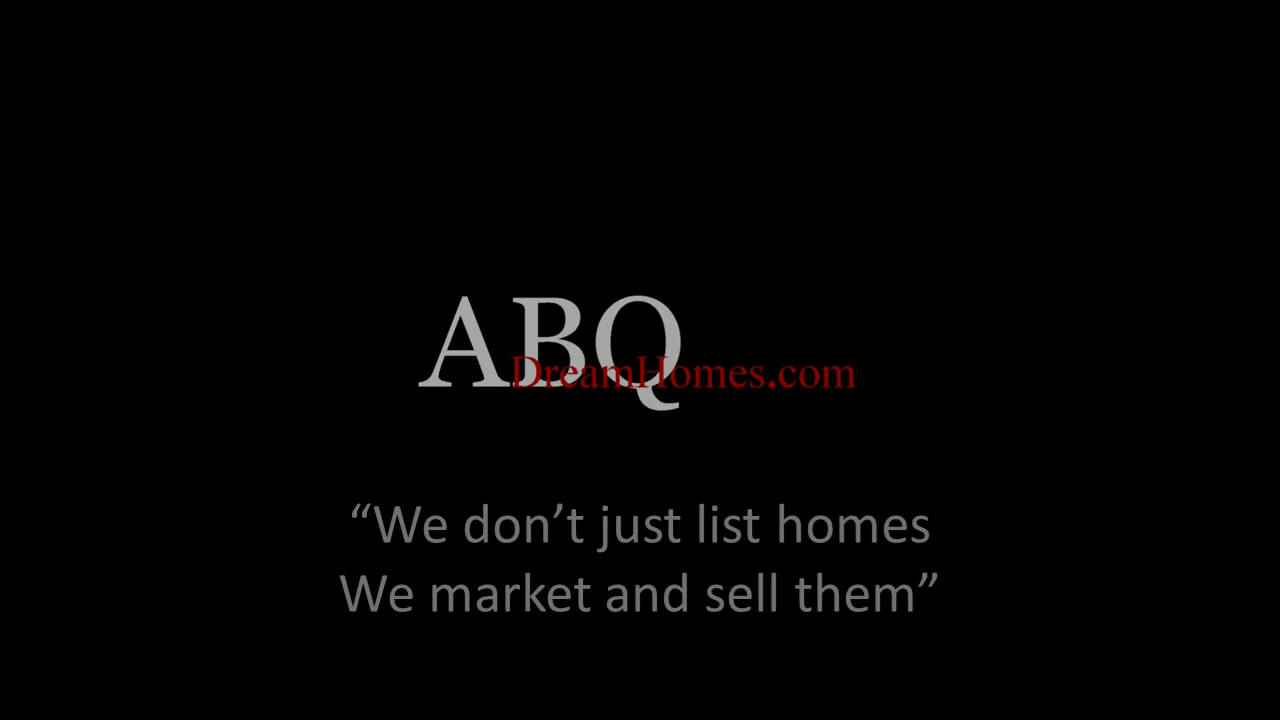 ABQ
DreamHomes.com
“We don’t just list homes
We market and sell them”